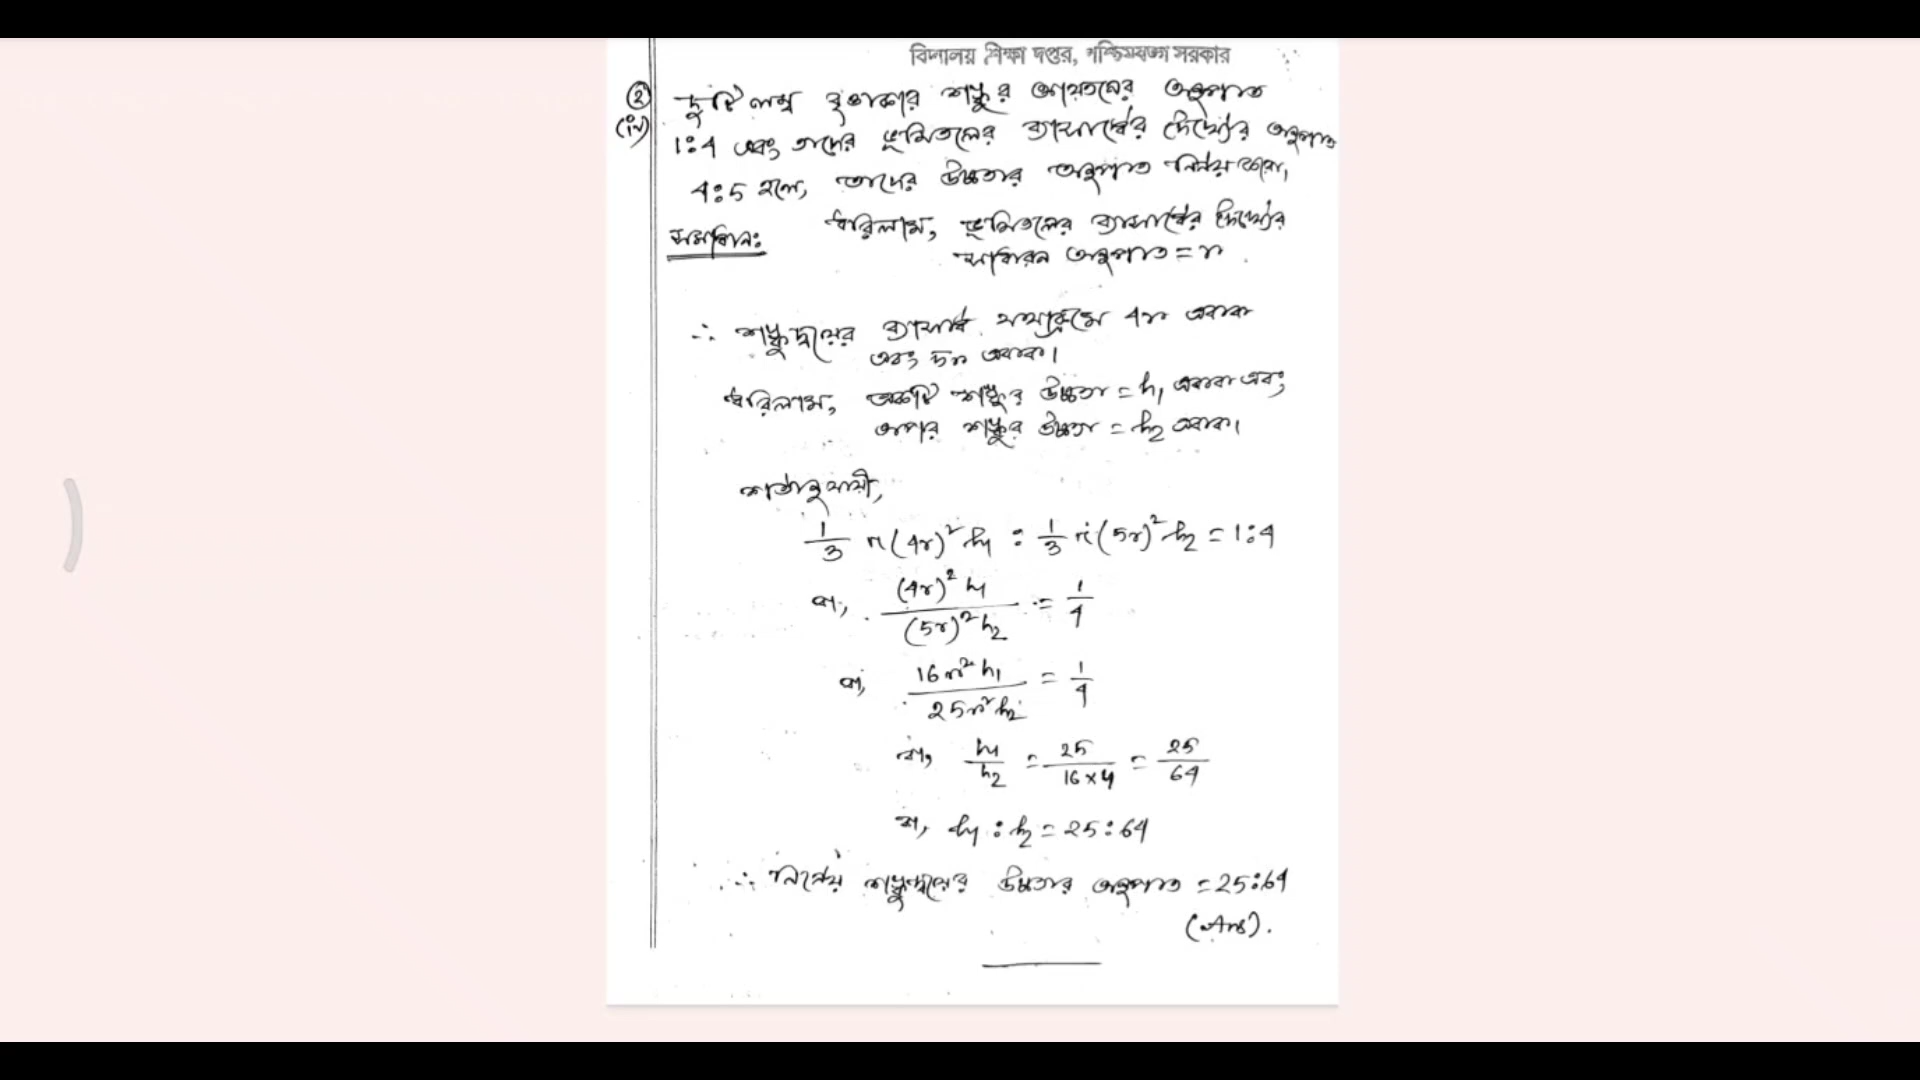 বিদ্যালয় শিক্ষা দপ্তর, পশ্চিমবঙ্গ সরকার
② দুটি লম্ব বৃত্তাকার শঙ্কুর আয়তনের অনুপাত
(iv) 1:4 এবং তাদের ভূমিতলের ব্যাসার্ধের দৈর্ঘ্যের অনুপাত
4:5 হলে, তাদের উচ্চতার অনুপাত নির্ণয় করো,
সমাধান: ধরিলাম, ভূমিতলের ব্যাসার্ধের দৈর্ঘ্যের
সাধারন অনুপাত = r
∴ শঙ্কুদ্বয়ের ব্যাসার্ধ যথাক্রমে 4r একক
এবং 5r একক।
ধরিলাম, একটি শঙ্কুর উচ্চতা = h₁ একক এবং
অপর শঙ্কুর উচ্চতা = h₂ একক।
শর্তানুযায়ী,
1/3 π(4r)² h₁ : 1/3 π(5r)² h₂ = 1:4
বা, (4r)² h₁ / (5r)² h₂ = 1/4
বা, 16r² h₁ / 25r² h₂ = 1/4
বা, h₁/h₂ = 25/16×4 = 25/64
বা, h₁ : h₂ = 25:64
∴ নির্ণেয় শঙ্কুদ্বয়ের উচ্চতার অনুপাত = 25:64
(Ans).